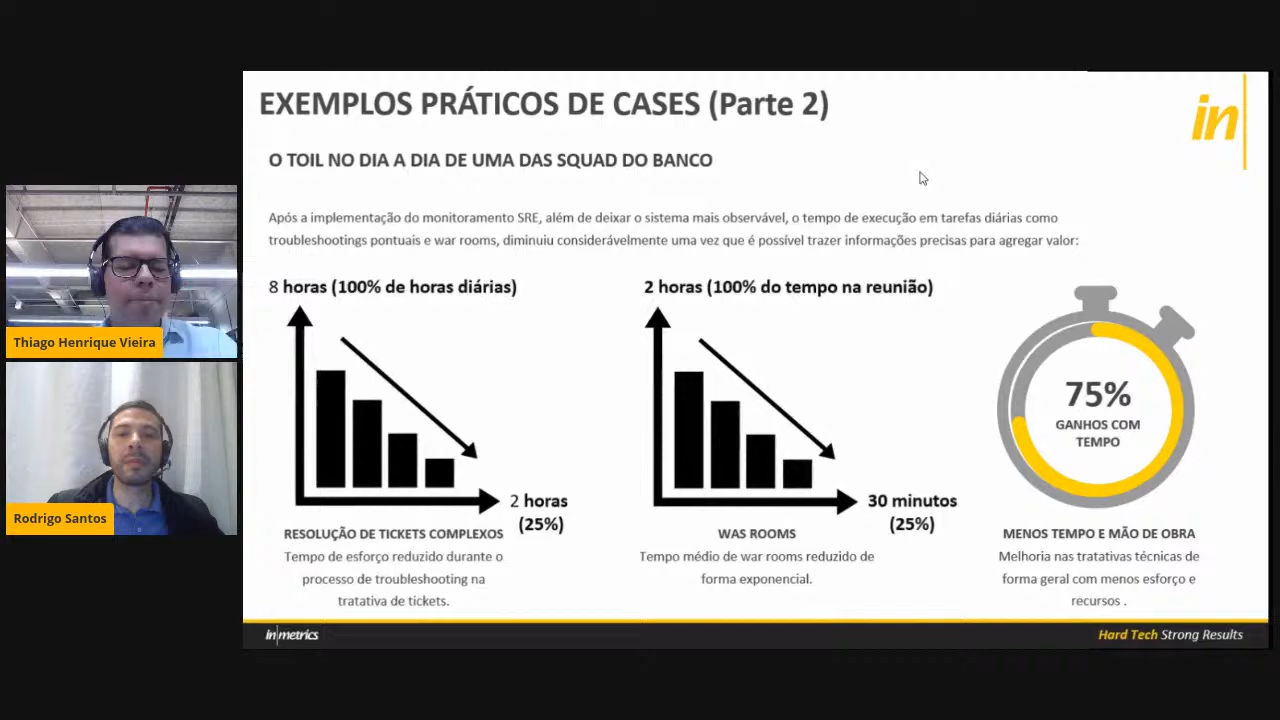 EXEMPLOS PRÁTICOS DE CASES (Parte 2)
in
O TOIL NO DIA A DIA DE UMA DAS SQUAD DO BANCO
Após a implementação do monitoramento SRE, além de deixar o sistema mais observável, o tempo de execução em tarefas diárias como
troubleshootings pontuais e war rooms, diminuiu considerávelmente uma vez que é possível trazer informações precisas para agregar valor:
8 horas (100% de horas diárias)
2 horas
(25%)
RESOLUÇÃO DE TICKETS COMPLEXOS
Tempo de esforço reduzido durante o
processo de troubleshooting na
tratativa de tickets.
2 horas (100% do tempo na reunião)
30 minutos
(25%)
WAS ROOMS
Tempo médio de war rooms reduzido de
forma exponencial.
75%
GANHOS COM
TEMPO
MENOS TEMPO E MÃO DE OBRA
Melhoria nas tratativas técnicas de
forma geral com menos esforço e
recursos .
Thiago Henrique Vieira
Rodrigo Santos
in|metrics
Hard Tech Strong Results